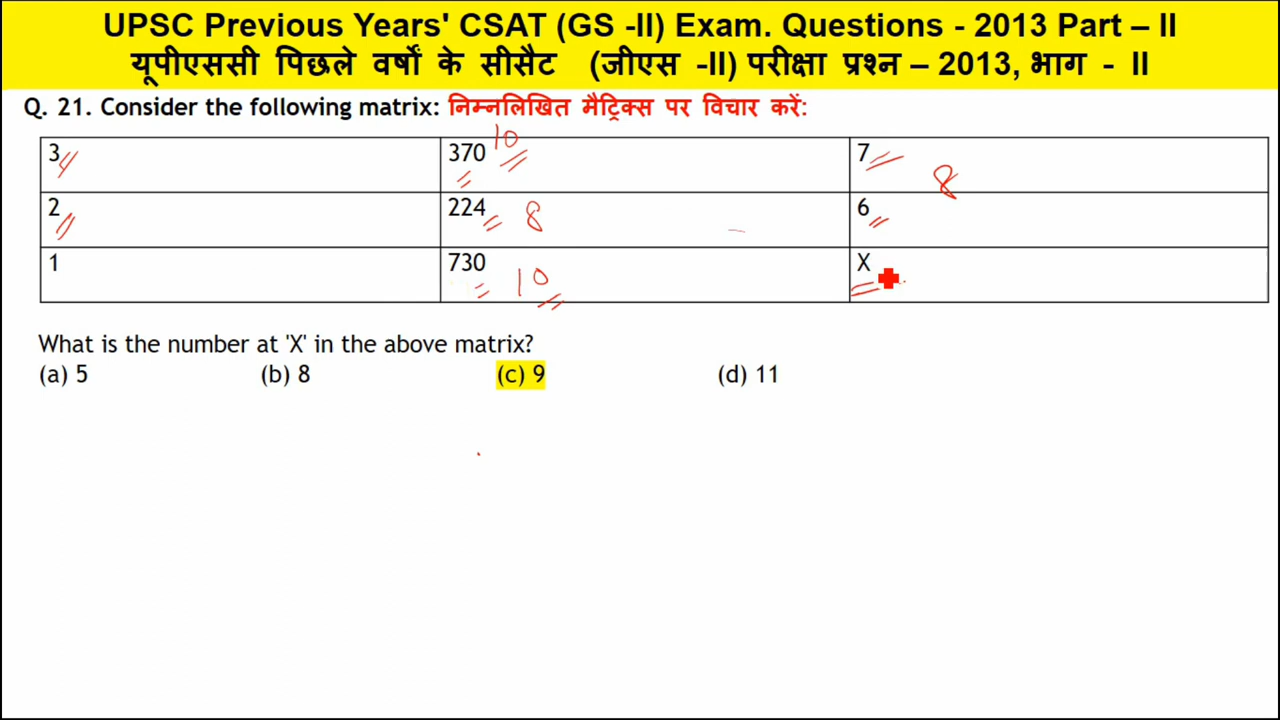 UPSC Previous Years' CSAT (GS -II) Exam. Questions - 2013 Part – II
यूपीएससी पिछले वर्षों के सीसैट (जीएस -II) परीक्षा प्रश्न – 2013, भाग - II
Q. 21. Consider the following matrix: निम्नलिखित मैट्रिक्स पर विचार करें:
3 4 370 10 7 8
2 224 8 6
1 730 10 X
What is the number at 'X' in the above matrix?
(a) 5 (b) 8 (c) 9 (d) 11